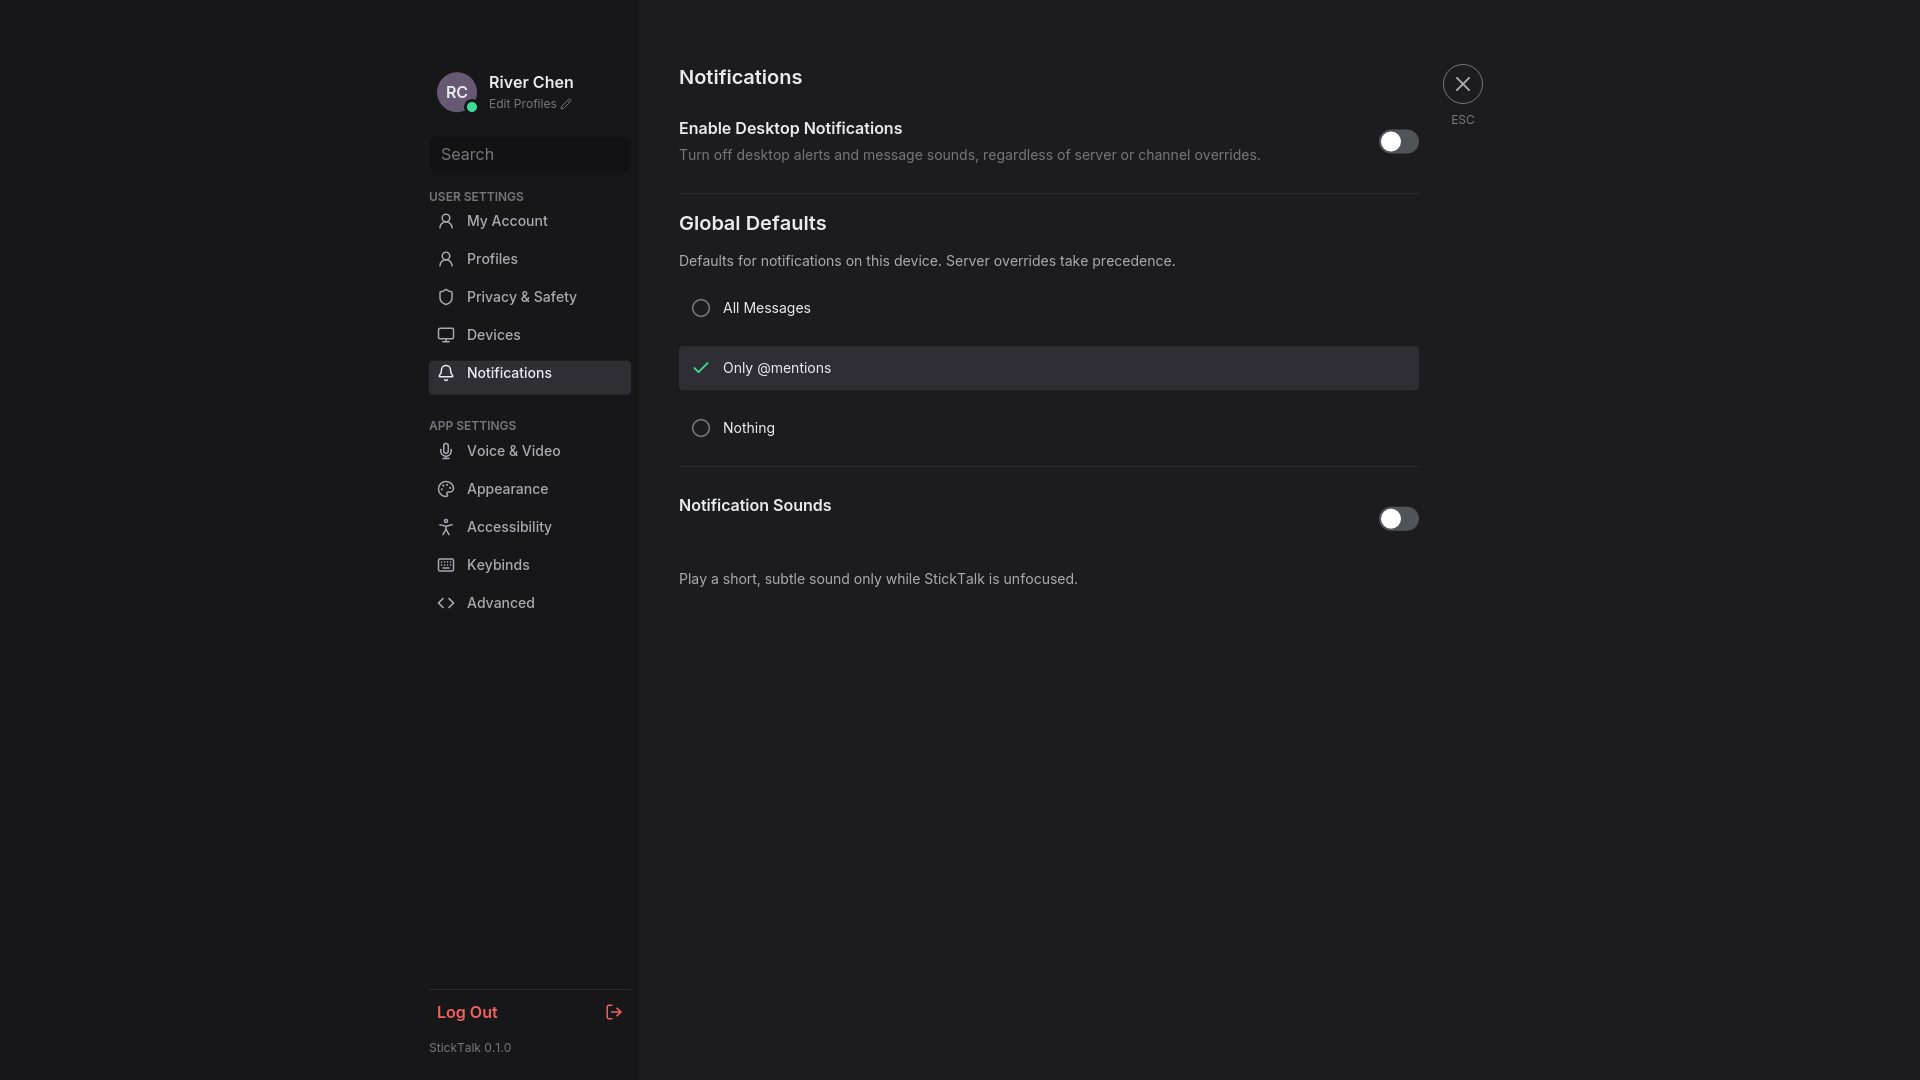 RC
River Chen
Edit Profiles
Search
USER SETTINGS
My Account
Profiles
Privacy & Safety
Devices
Notifications
APP SETTINGS
Voice & Video
Appearance
Accessibility
Keybinds
Advanced
Log Out
StickTalk 0.1.0
Notifications
Enable Desktop Notifications
Turn off desktop alerts and message sounds, regardless of server or channel overrides.
Global Defaults
Defaults for notifications on this device. Server overrides take precedence.
All Messages
Only @mentions
Nothing
Notification Sounds
Play a short, subtle sound only while StickTalk is unfocused.
ESC